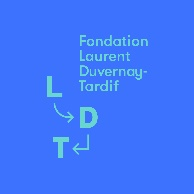 Fondation
Laurent
Duvernay-
Tardif
L
D
T